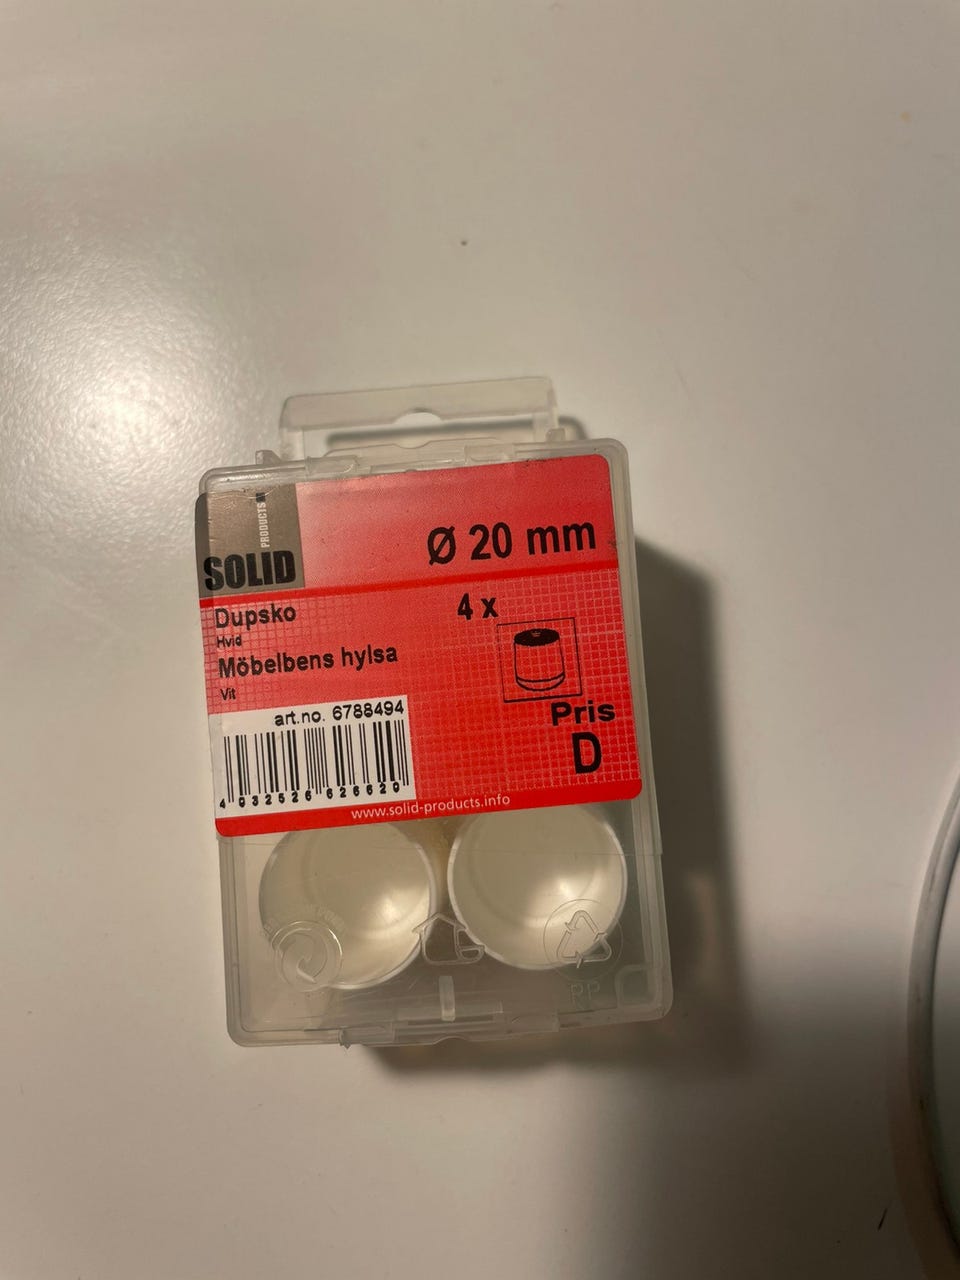 PRODUCTS
SOLID
Ø 20 mm
Dupsko
Hvid
4 x
Möbelbens hylsa
Vit
art.no. 6788494
Pris
D
4 032526 626620
www.solid-products.info
PP